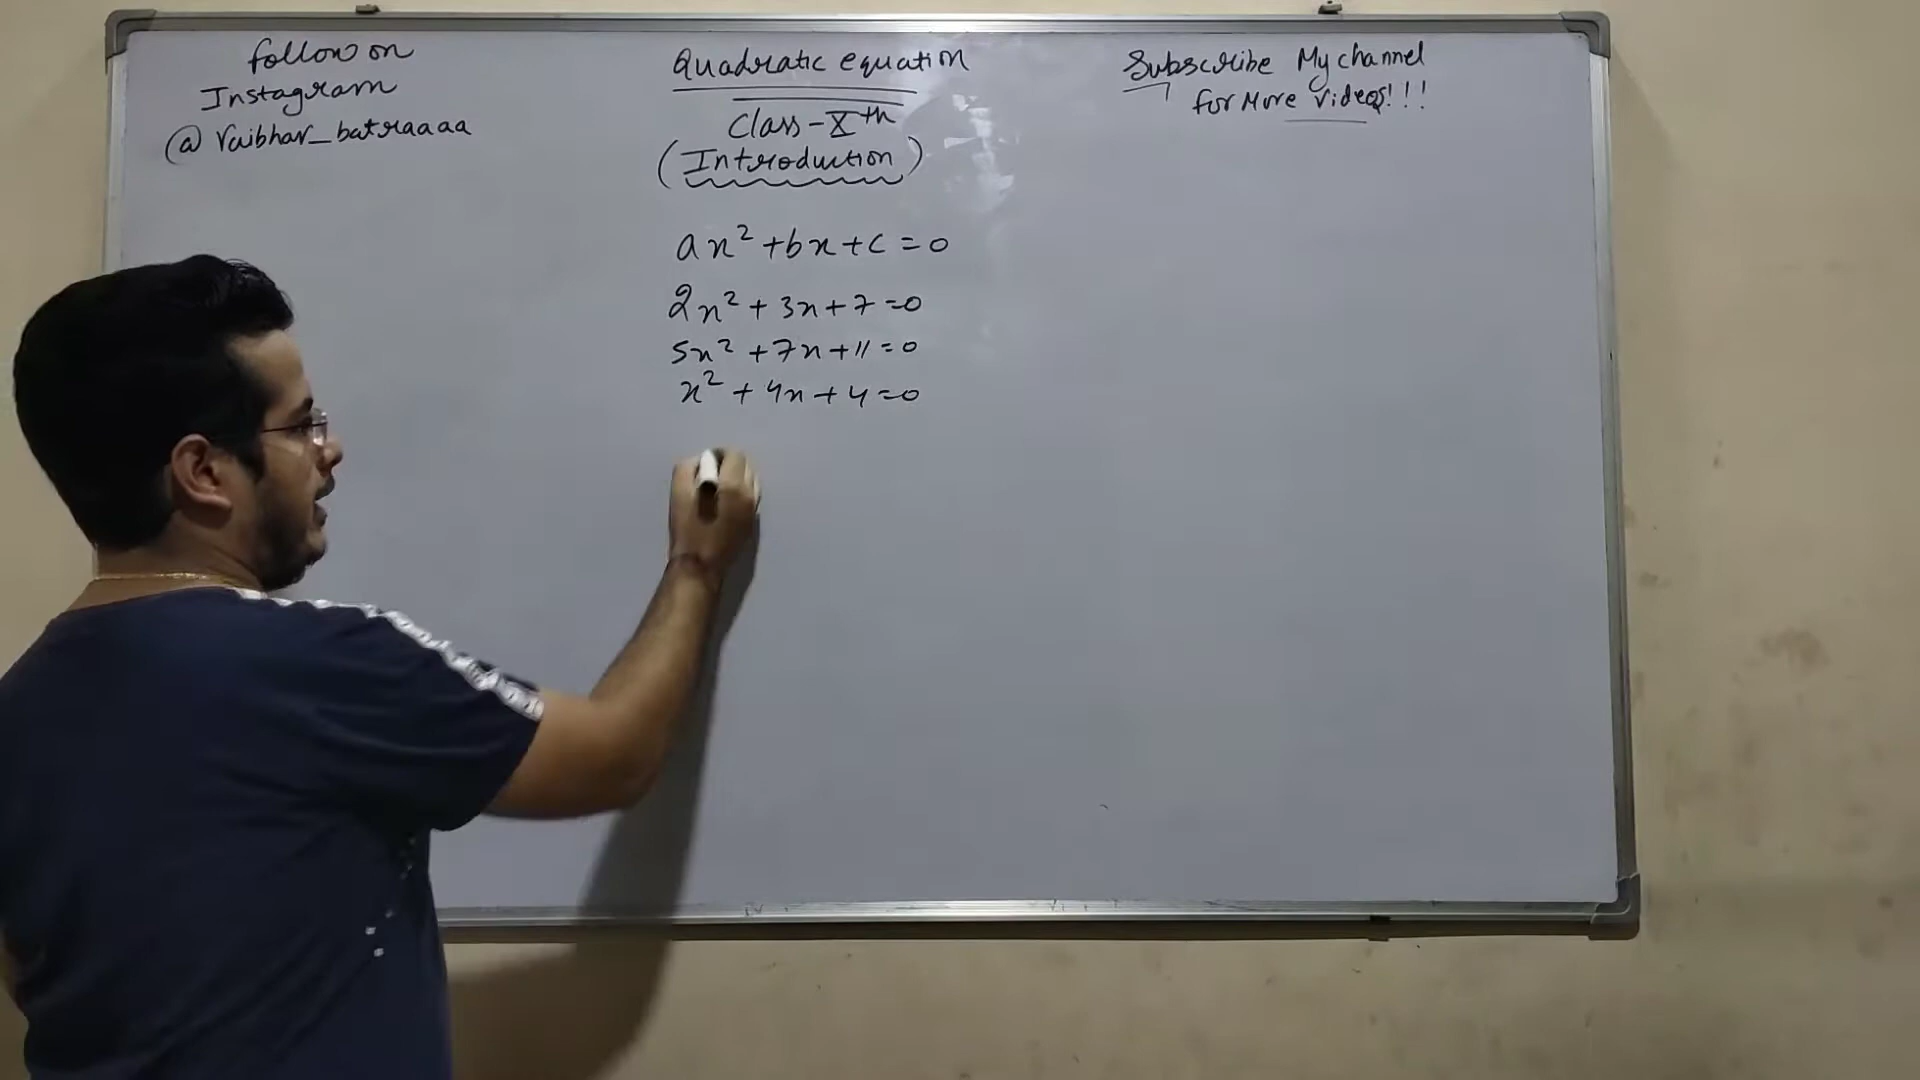 Follow on
Instagram
@ vaibhav_batraaaa
Quadratic equation
Class-Xth
(Introduction)
Subscribe My channel
for More videos!!!
ax²+bx+c=0
2x²+3x+7=0
5x²+7x+11=0
x²+4x+4=0